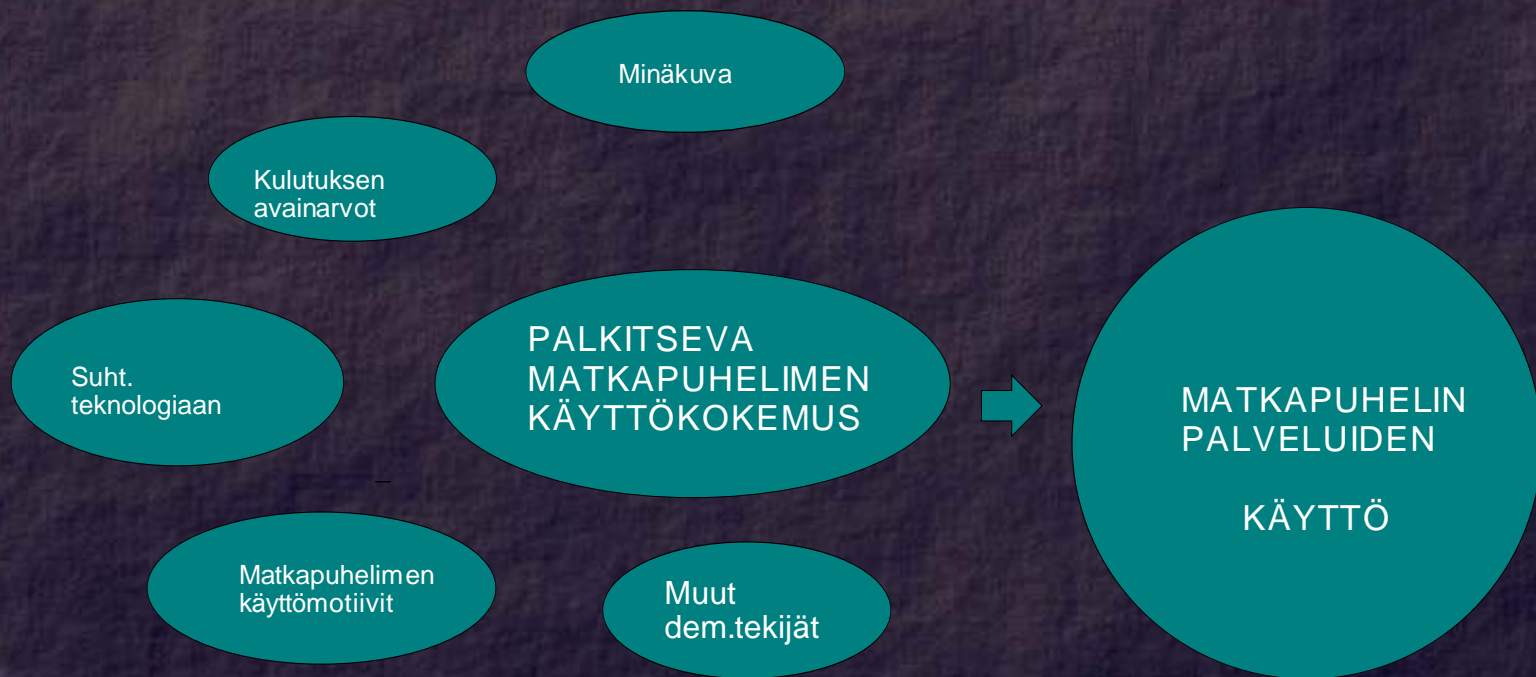 Minäkuva
Kulutuksen
avainarvot
Suht.
teknologiaan
PALKITSEVA
MATKAPUHELIMEN
KÄYTTÖKOKEMUS
MATKAPUHELIN
PALVELUIDEN
KÄYTTÖ
Matkapuhelimen
käyttömotiivit
Muut
dem.tekijät